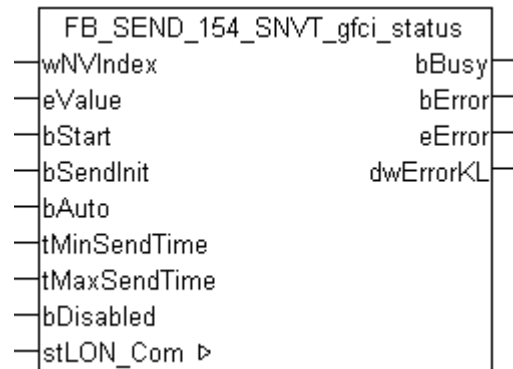 FB_SEND_154_SNVT_gfci_status
wNVIndex bBusy
eValue bError
bStart eError
bSendInit dwErrorKL
bAuto
tMinSendTime
tMaxSendTime
bDisabled
stLON_Com ▷